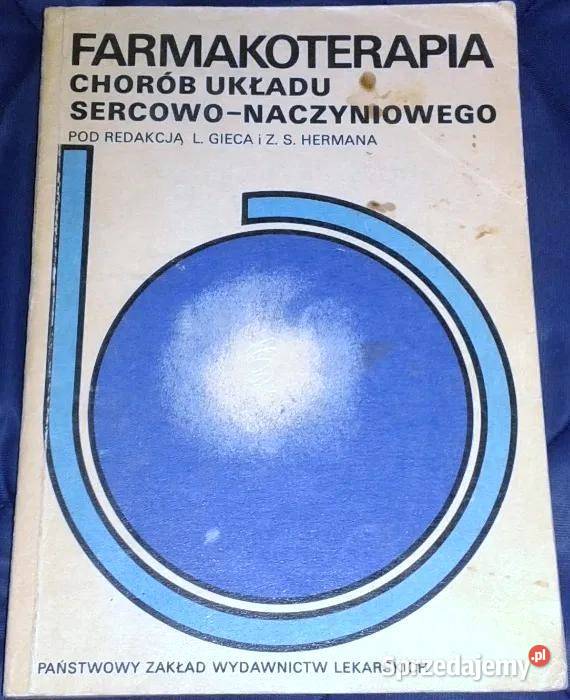 FARMAKOTERAPIA
CHORÓB UKŁADU
SERCOWO-NACZYNIOWEGO
POD REDAKCJĄ L. GIECA i Z. S. HERMANA
PAŃSTWOWY ZAKŁAD WYDAWNICTW LEKARSKICH
Sprzedajemy .pl